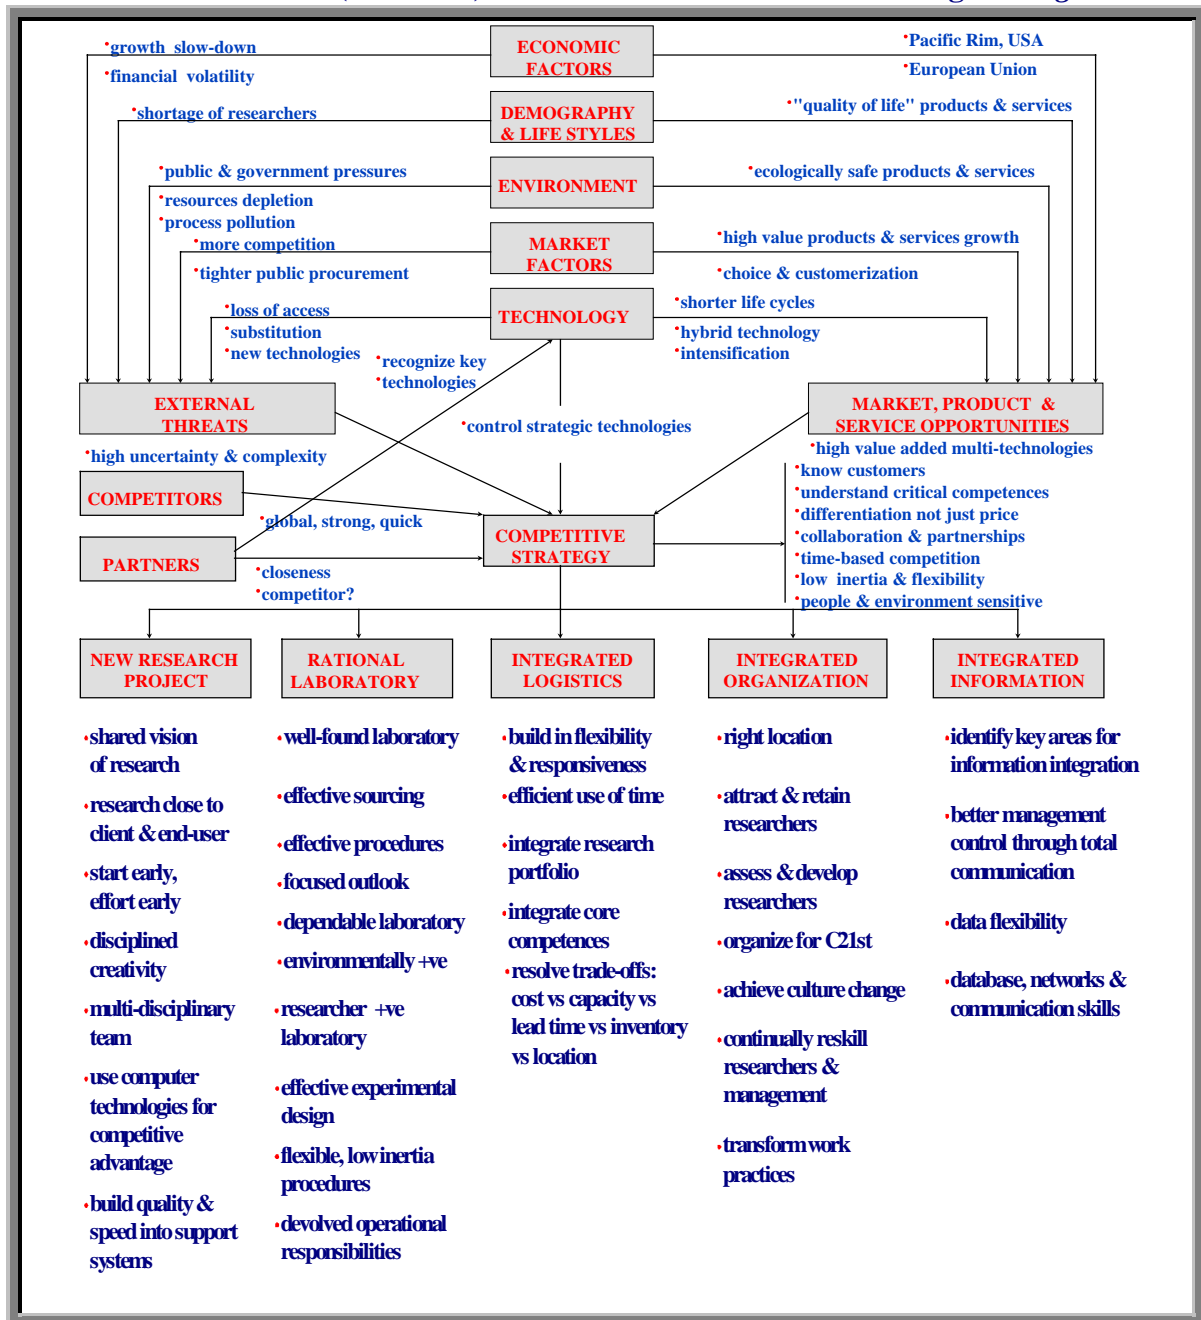 •growth slow-down
•financial volatility
ECONOMIC
FACTORS
•Pacific Rim, USA
•European Union
•shortage of researchers
DEMOGRAPHY
& LIFE STYLES
•"quality of life" products & services
•public & government pressures
•resources depletion
•process pollution
ENVIRONMENT
•ecologically safe products & services
•more competition
•tighter public procurement
MARKET
FACTORS
•high value products & services growth
•choice & customerization
•loss of access
•substitution
•new technologies
TECHNOLOGY
•shorter life cycles
•hybrid technology
•intensification
•recognize key
•technologies
EXTERNAL
THREATS
•control strategic technologies
MARKET, PRODUCT &
SERVICE OPPORTUNITIES
•high uncertainty & complexity
•high value added multi-technologies
•know customers
•understand critical competences
•differentiation not just price
•collaboration & partnerships
•time-based competition
•low inertia & flexibility
•people & environment sensitive
COMPETITORS
•global, strong, quick
COMPETITIVE
STRATEGY
PARTNERS
•closeness
•competitor?
NEW RESEARCH
PROJECT
RATIONAL
LABORATORY
INTEGRATED
LOGISTICS
INTEGRATED
ORGANIZATION
INTEGRATED
INFORMATION
•shared vision
of research
•research close to
client & end-user
•start early,
effort early
•disciplined
creativity
•multi-disciplinary
team
•use computer
technologies for
competitive
advantage
•build quality &
speed into support
systems
•well-found laboratory
•effective sourcing
•effective procedures
•focused outlook
•dependable laboratory
•environmentally +ve
•researcher +ve
laboratory
•effective experimental
design
•flexible, low inertia
procedures
•devolved operational
responsibilities
•build in flexibility
& responsiveness
•efficient use of time
•integrate research
portfolio
•integrate core
competences
•resolve trade-offs:
cost vs capacity vs
lead time vs inventory
vs location
•right location
•attract & retain
researchers
•assess & develop
researchers
•organize for C21st
•achieve culture change
•continually reskill
researchers &
management
•transform work
practices
•identify key areas for
information integration
•better management
control through total
communication
•data flexibility
•database, networks &
communication skills